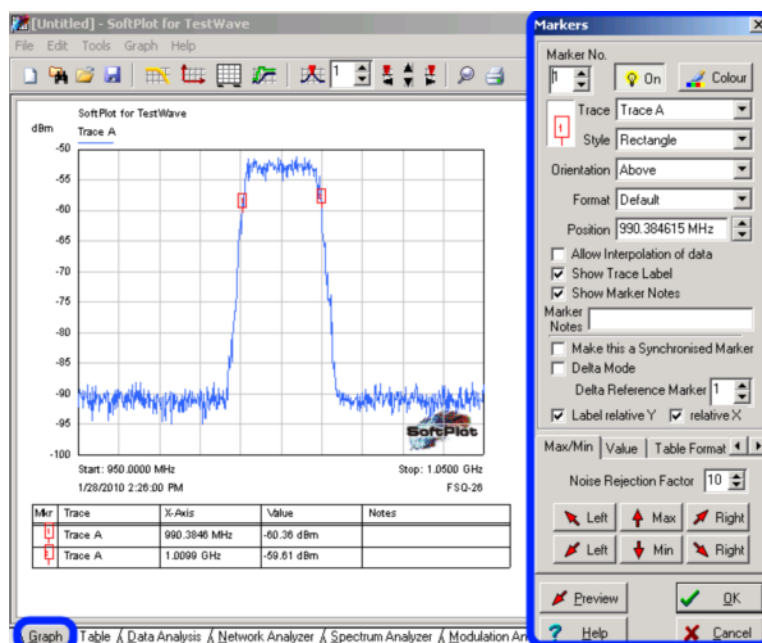 [Untitled] - SoftPlot for TestWave
File Edit Tools Graph Help
1
SoftPlot for TestWave
dBm
Trace A
-50
-55
-60
-65
-70
-75
-80
-85
-90
-95
-100
1
SoftPlot
Start: 950.0000 MHz
Stop: 1.0500 GHz
1/28/2010 2:26:00 PM
FSQ-26
Mkr Trace X-Axis Value Notes
1 Trace A 990.3846 MHz -60.36 dBm
Trace A 1.0099 GHz -59.61 dBm
Graph Table Data Analysis Network Analyzer Spectrum Analyzer Modulation An
Markers
Marker No.
1 On Colour
Trace Trace A
1
Style Rectangle
Orientation Above
Format Default
Position 990.384615 MHz
Allow Interpolation of data
Show Trace Label
Show Marker Notes
Marker Notes
Make this a Synchronised Marker
Delta Mode
Delta Reference Marker 1
Label relative Y relative X
Max/Min Value Table Format
Noise Rejection Factor 10
Left Max Right
Left Min Right
Preview OK
Help Cancel